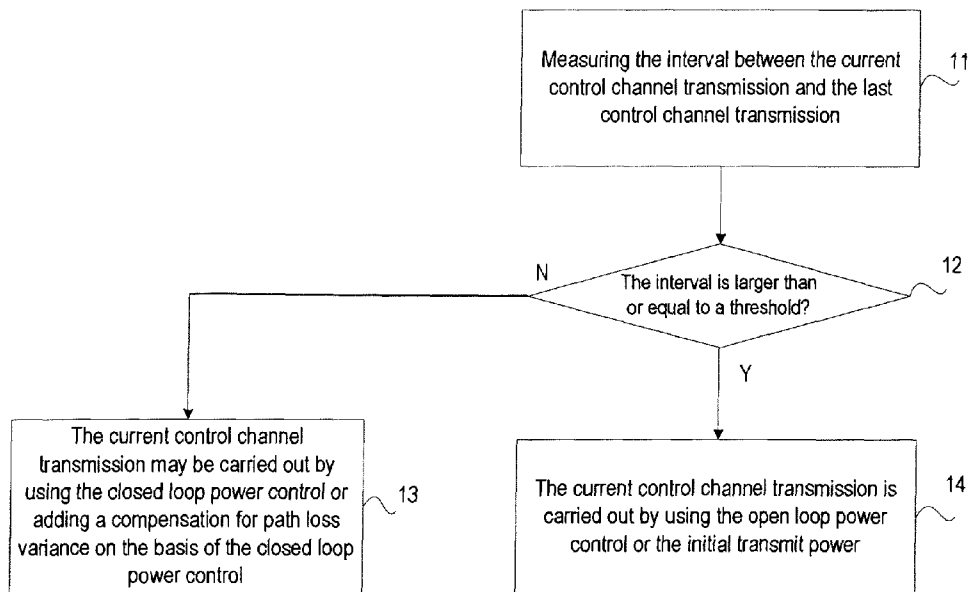 Measuring the interval between the current
control channel transmission and the last
control channel transmission
11
The interval is larger than
or equal to a threshold?
12
N
Y
The current control channel
transmission may be carried out by
using the closed loop power control or
adding a compensation for path loss
variance on the basis of the closed loop
power control
13
The current control channel transmission is
carried out by using the open loop power
control or the initial transmit power
14